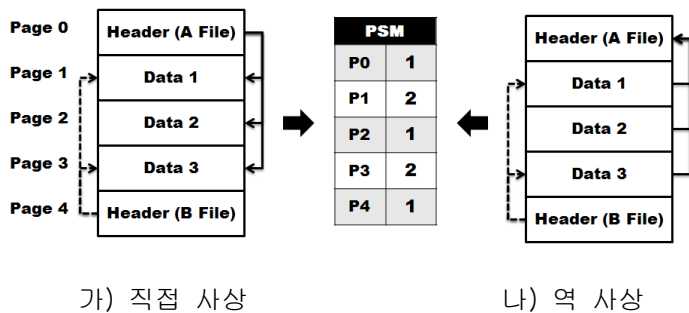 Page 0
Header (A File)
Page 1
Data 1
Page 2
Data 2
Page 3
Data 3
Page 4
Header (B File)
PSM
P0 1
P1 2
P2 1
P3 2
P4 1
Header (A File)
Data 1
Data 2
Data 3
Header (B File)
가) 직접 사상
나) 역 사상